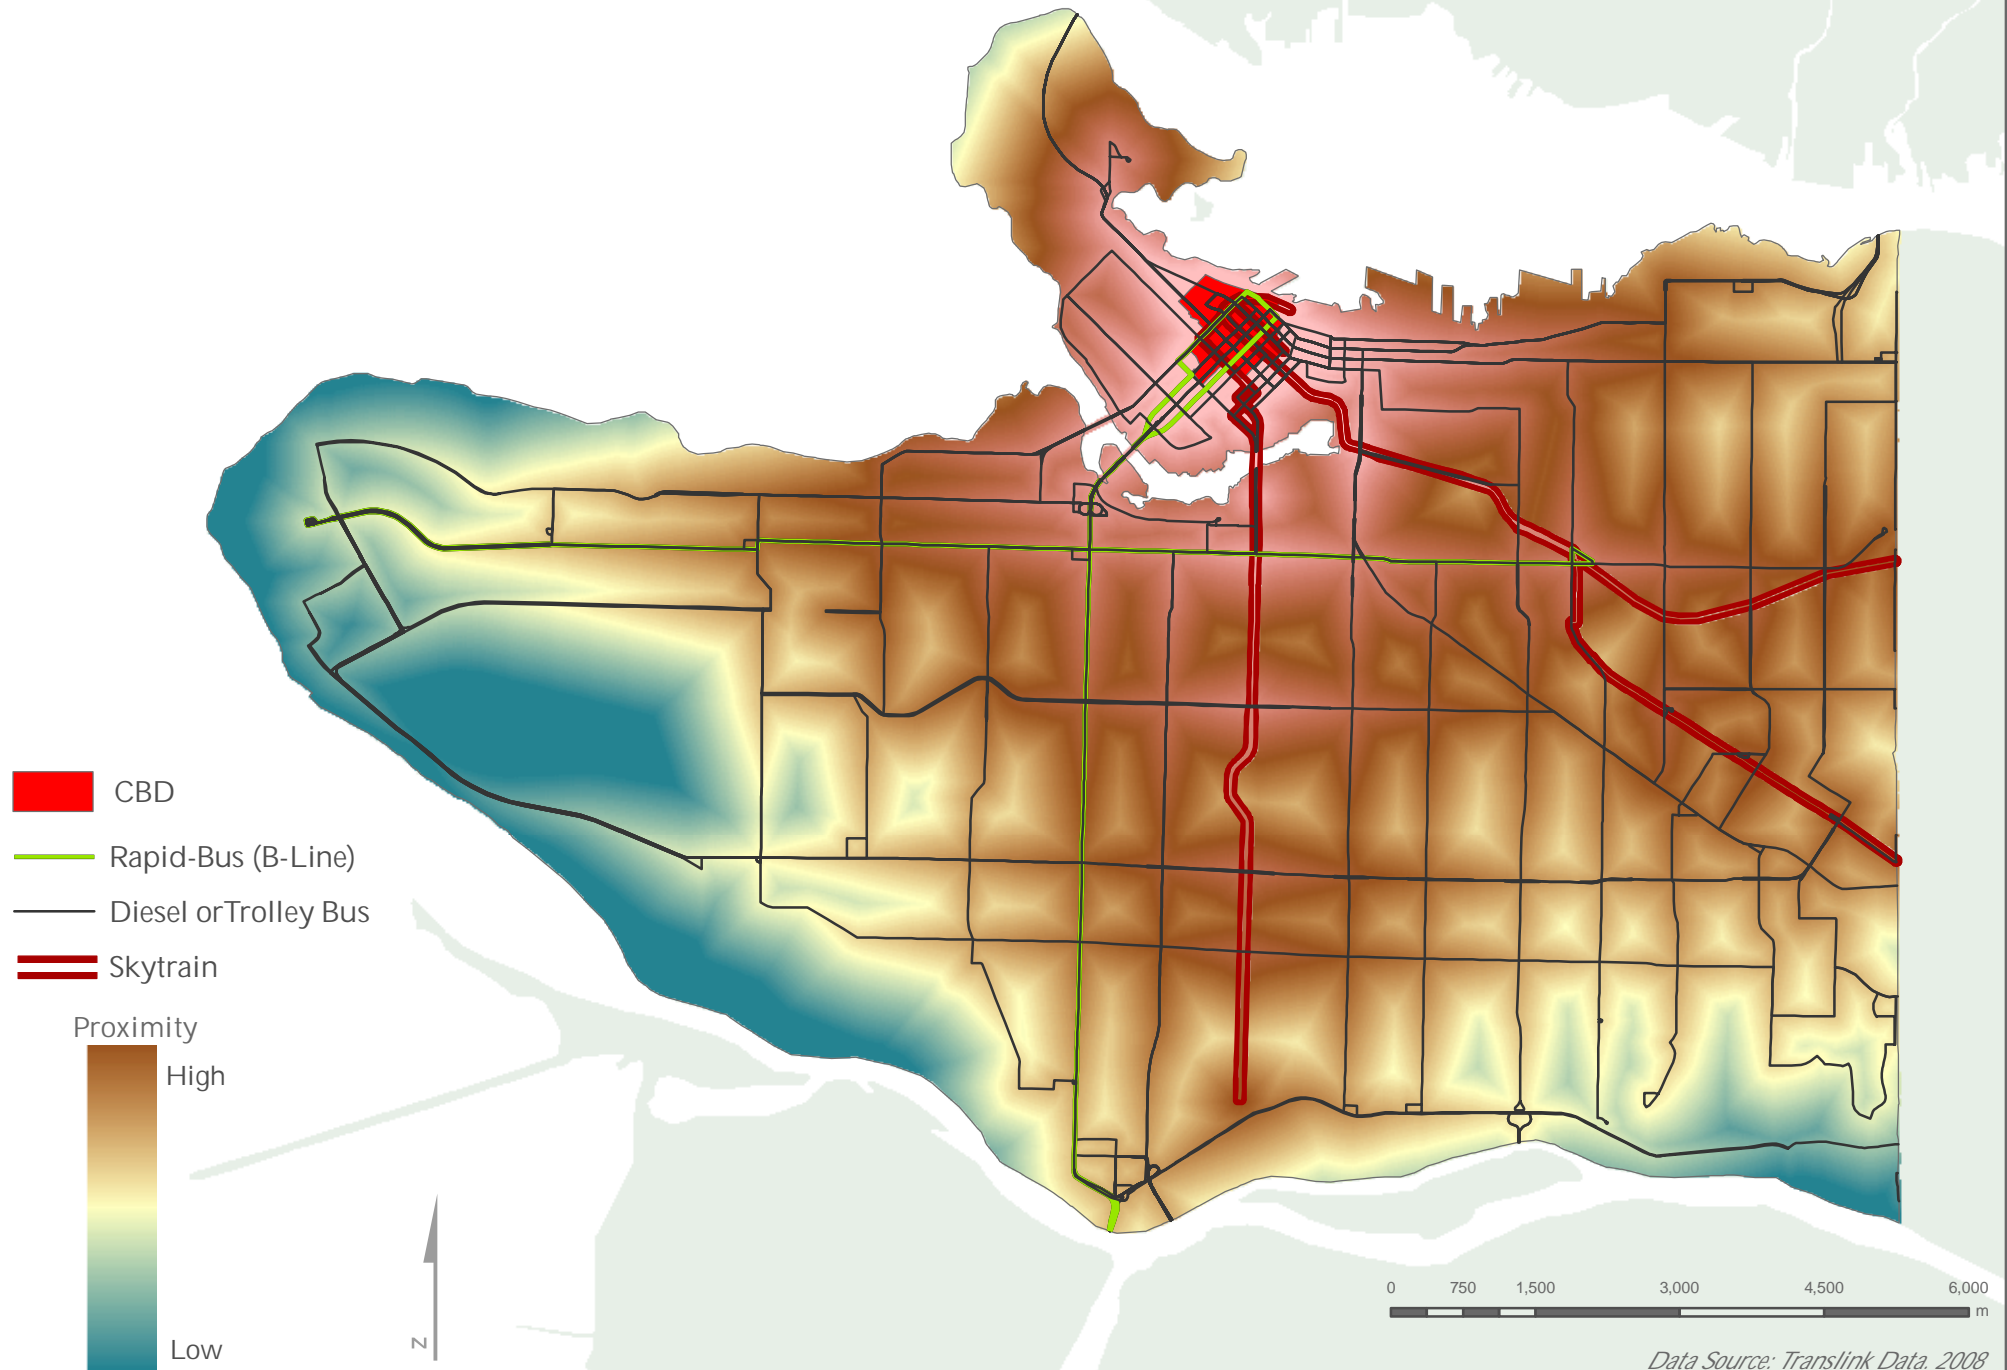 CBD
Rapid-Bus (B-Line)
Diesel orTrolley Bus
Skytrain
Proximity
High
Low
N
0 750 1,500 3,000 4,500 6,000
m
Data Source: Translink Data. 2008